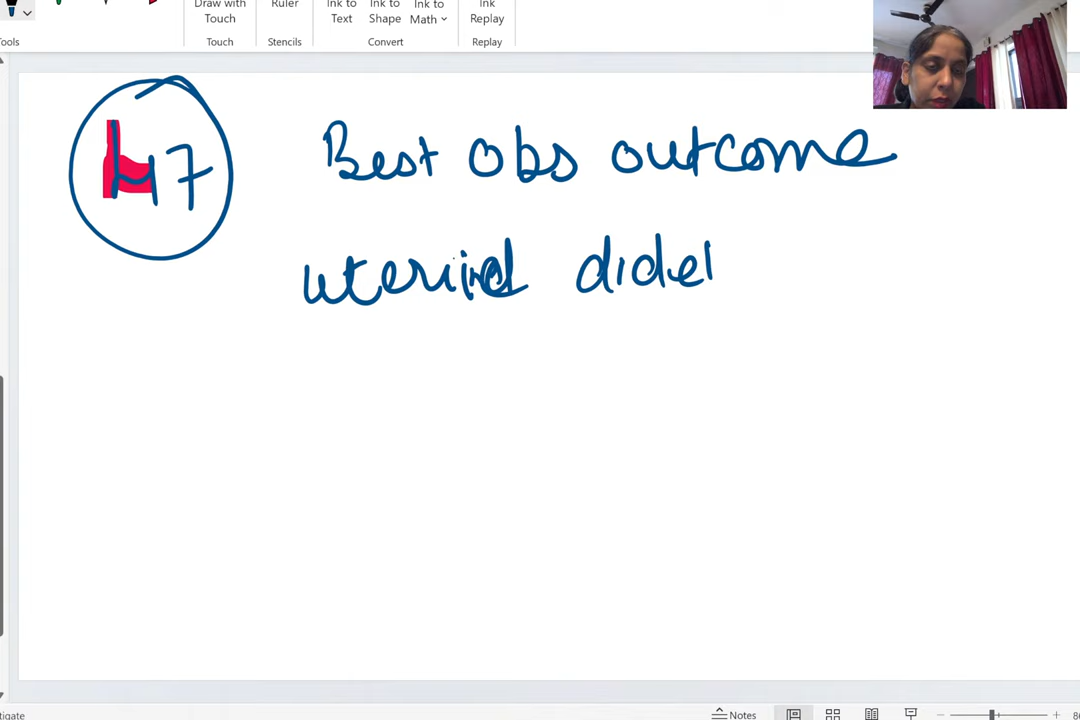 Draw with Touch
Ruler
Ink to Text
Ink to Shape
Ink to Math
Ink Replay
Tools
Touch
Stencils
Convert
Replay
47
Best obs outcome
didel
tigate
Notes